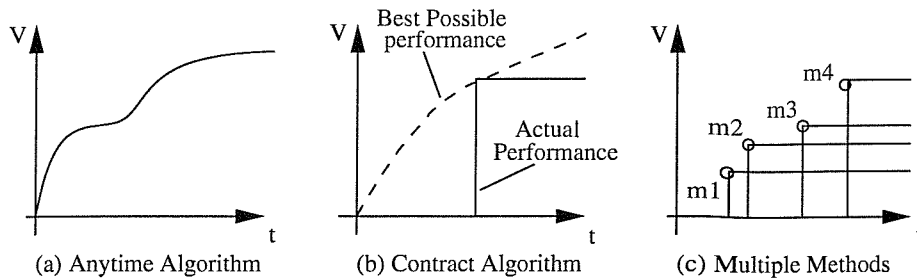 V
t
(a) Anytime Algorithm
V
Best Possible
performance
Actual
Performance
t
(b) Contract Algorithm
V
m1
m2
m3
m4
t
(c) Multiple Methods